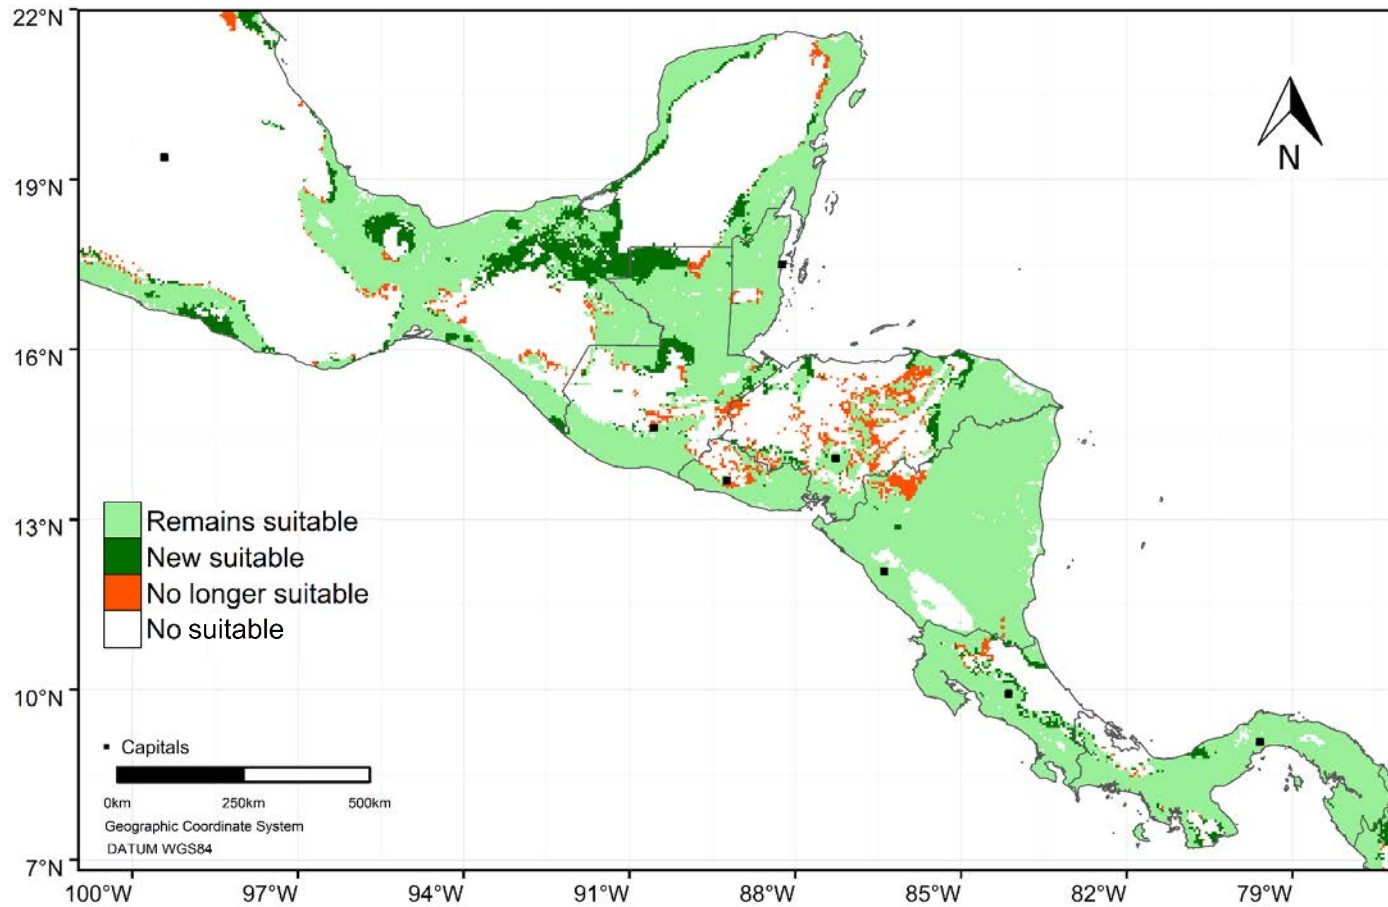 22°N
19°N
16°N
13°N
10°N
7°N
N
Remains suitable
New suitable
No longer suitable
No suitable
Capitals
0km 250km 500km
Geographic Coordinate System
DATUM WGS84
100°W 97°W 94°W 91°W 88°W 85°W 82°W 79°W